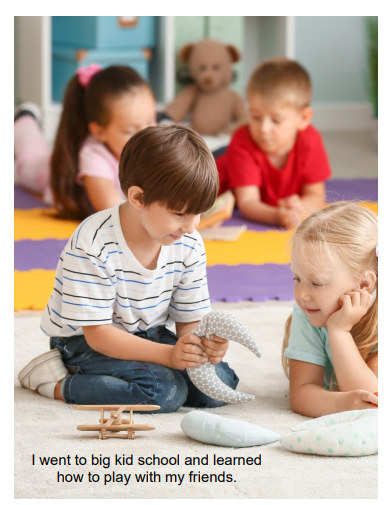 I went to big kid school and learned
how to play with my friends.